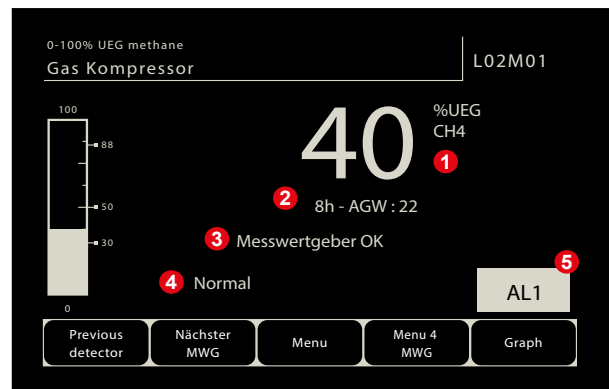 0-100% UEG methane
Gas Kompressor
L02M01
100
88
50
30
0
40
%UEG
CH4
1
2
8h - AGW : 22
3
Messwertgeber OK
4
Normal
5
AL1
Previous
detector
Nächster
MWG
Menu
Menu 4
MWG
Graph